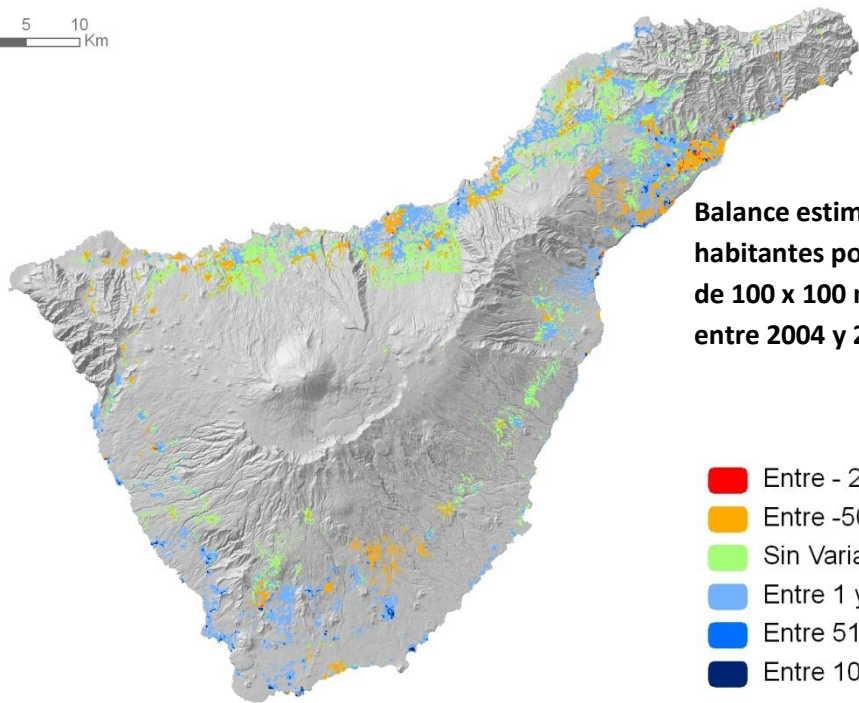 5 10
Km
Balance estim
habitantes po
de 100 x 100
entre 2004 y 2
Entre - 2
Entre -50
Sin Varia
Entre 1 y
Entre 51
Entre 10